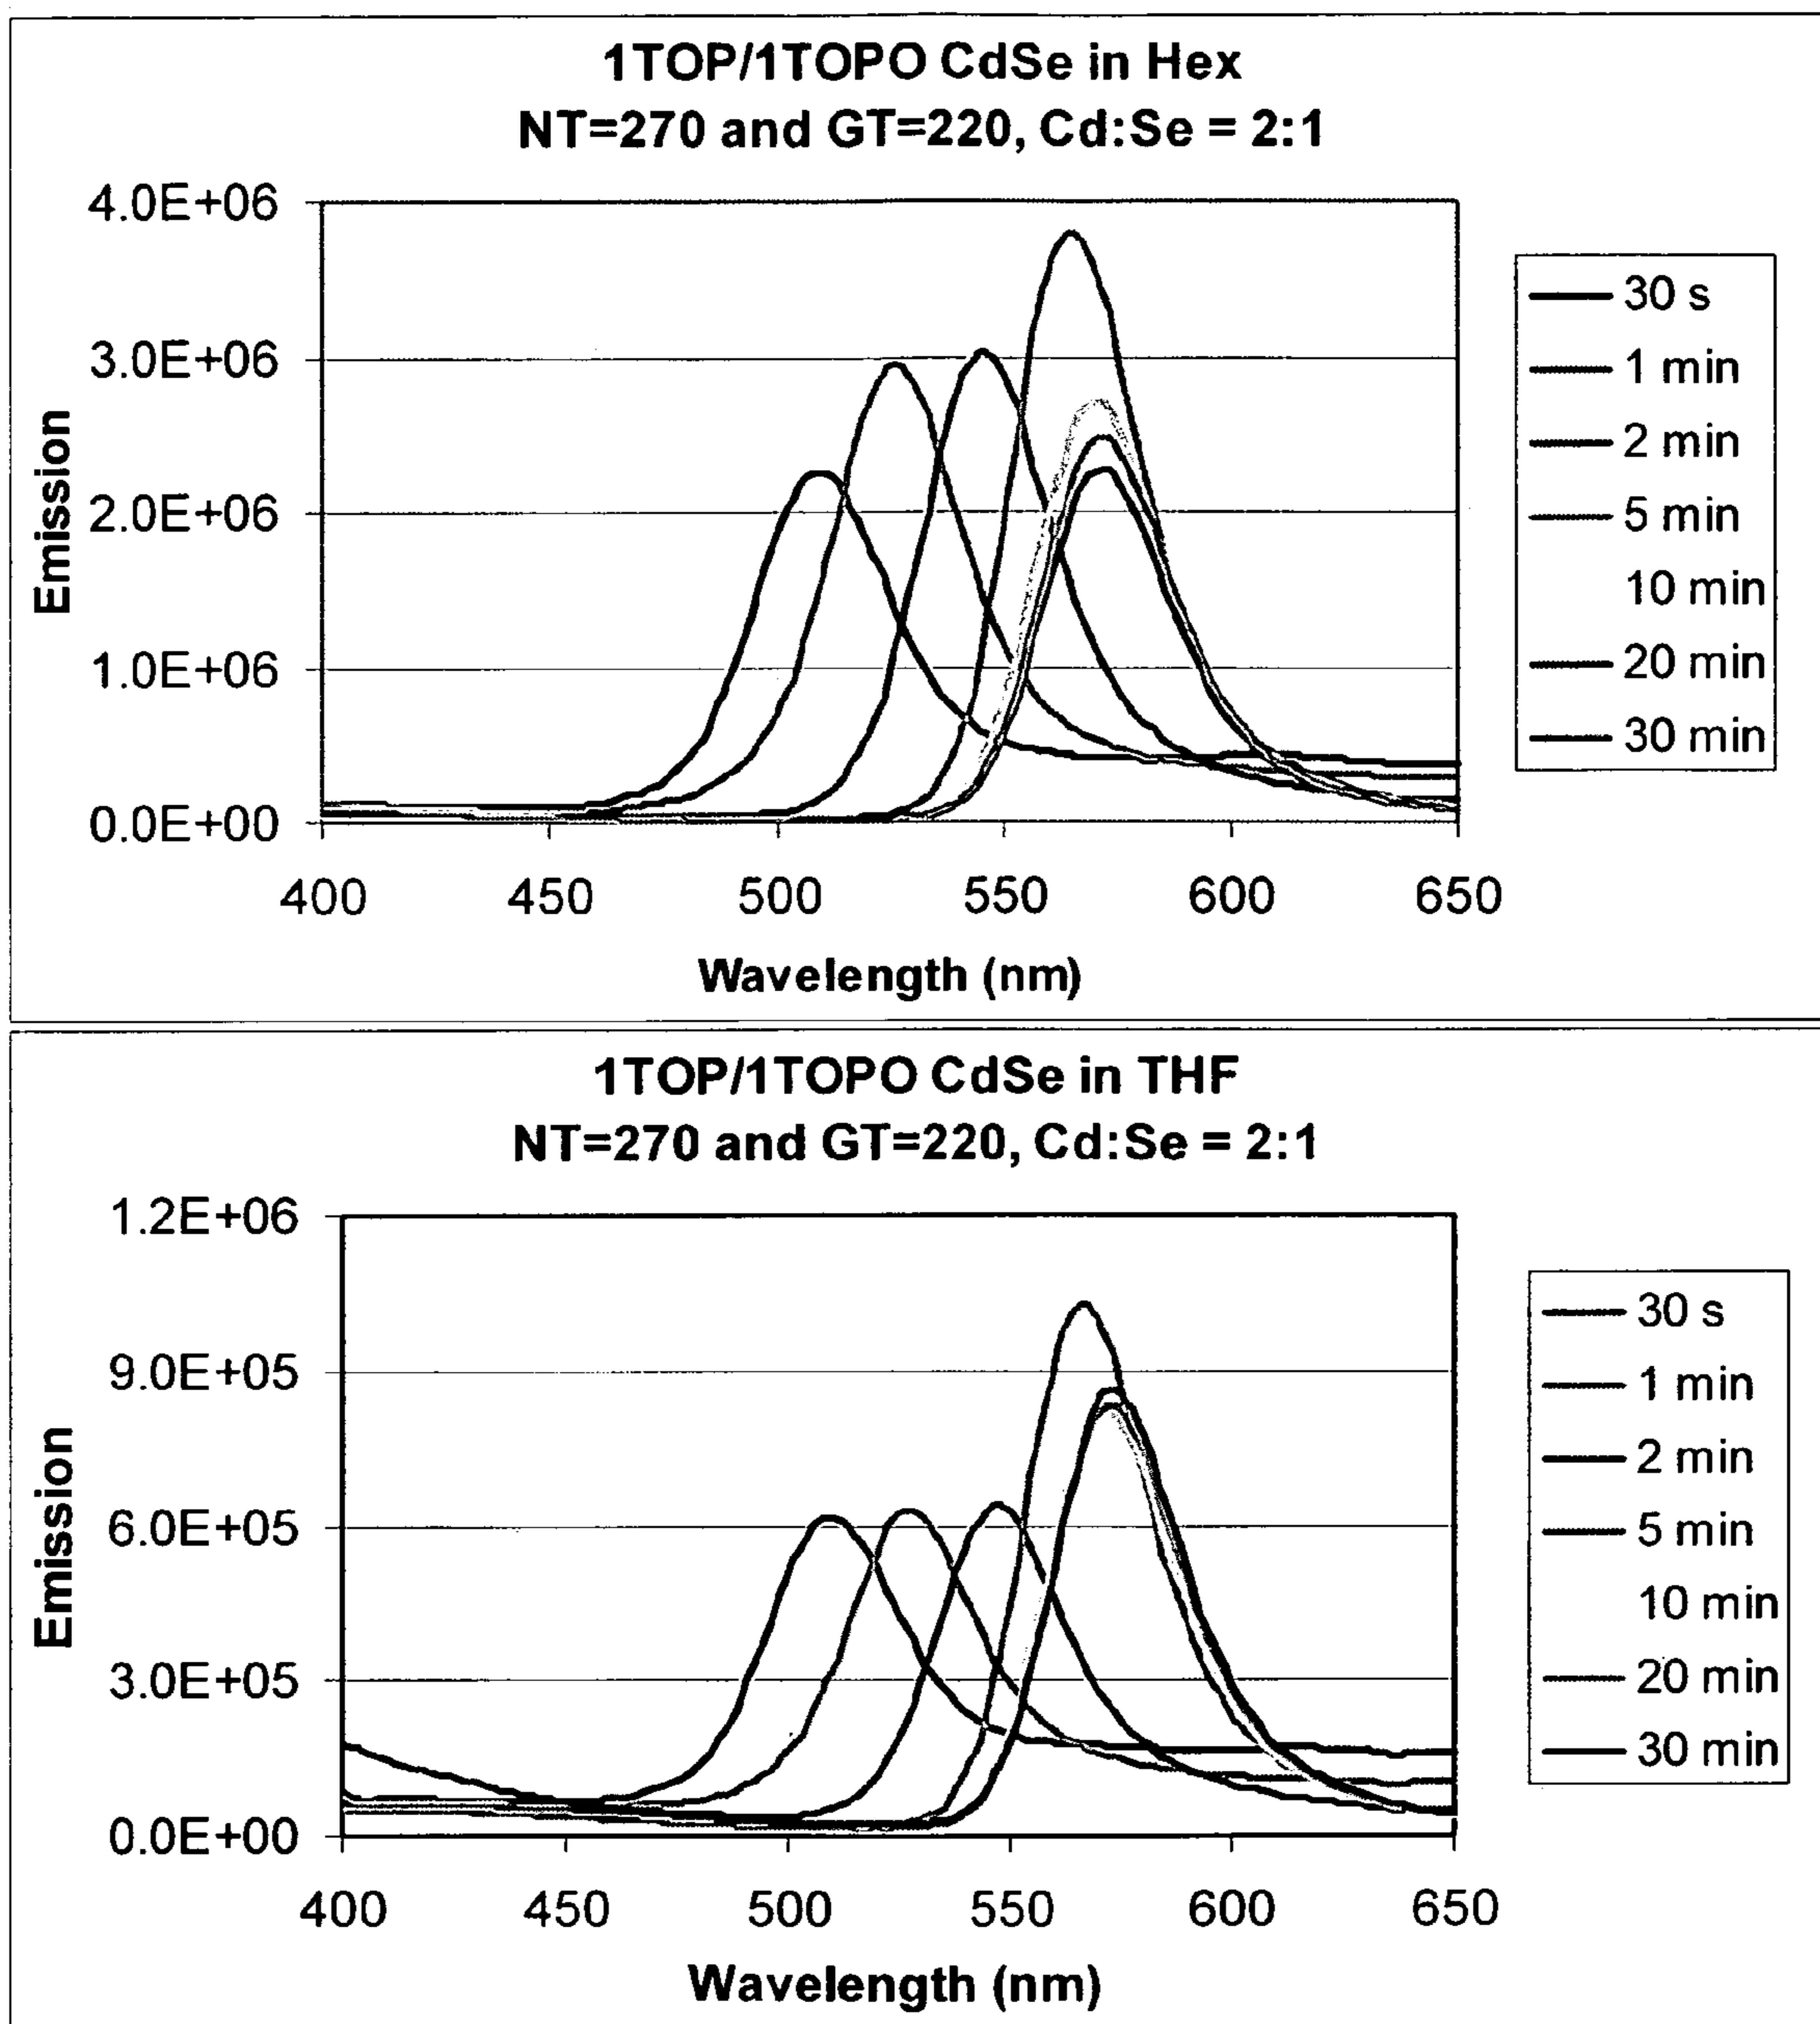 1TOP/1TOPO CdSe in Hex
NT=270 and GT=220, Cd:Se = 2:1
4.0E+06
3.0E+06
2.0E+06
1.0E+06
0.0E+00
Emission
400 450 500 550 600 650
Wavelength (nm)
30 s
1 min
2 min
5 min
10 min
20 min
30 min
1TOP/1TOPO CdSe in THF
NT=270 and GT=220, Cd:Se = 2:1
1.2E+06
9.0E+05
6.0E+05
3.0E+05
0.0E+00
Emission
400 450 500 550 600 650
Wavelength (nm)
30 s
1 min
2 min
5 min
10 min
20 min
30 min